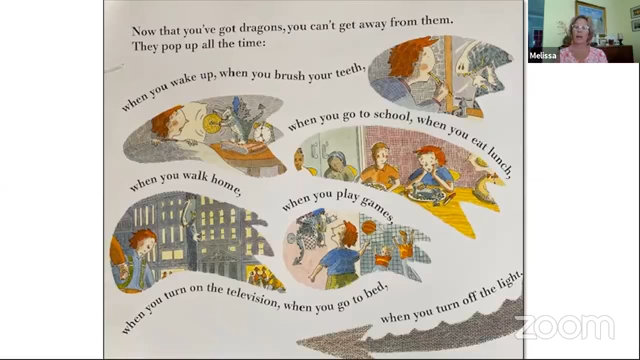 Now that you've got dragons, you can't get away from them.
They pop up all the time:
when you wake up, when you brush your teeth,
when you go to school, when you eat lunch,
when you walk home,
when you play games,
when you turn on the television, when you go to bed,
when you turn off the light.
Melissa
zoom